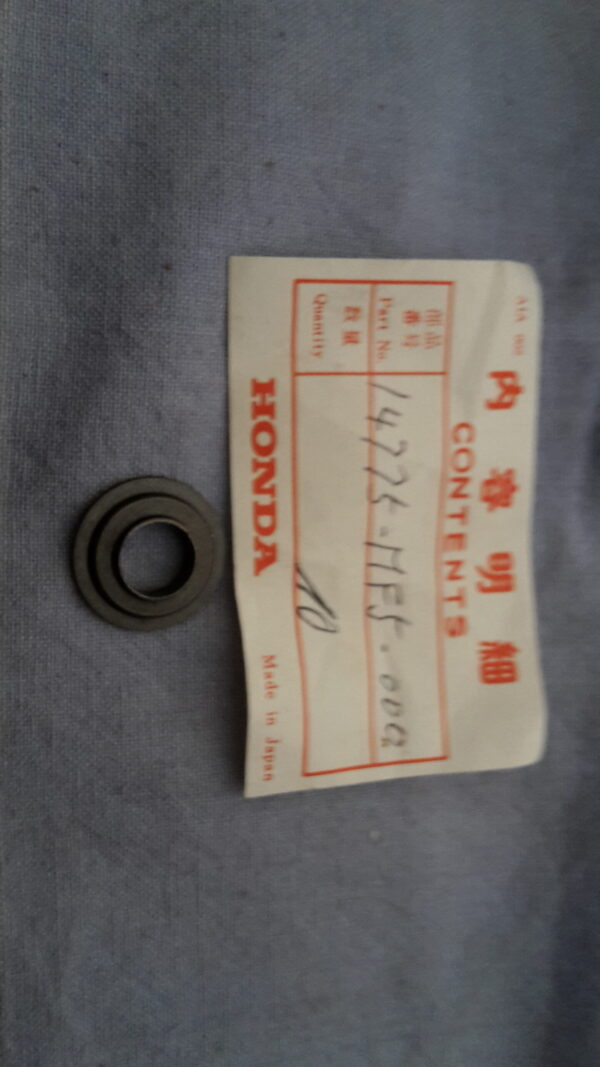 内容明細
CONTENTS
部品
番号
Part No.
14775-MF5-000
数量
Quantity
10
HONDA
Made in Japan